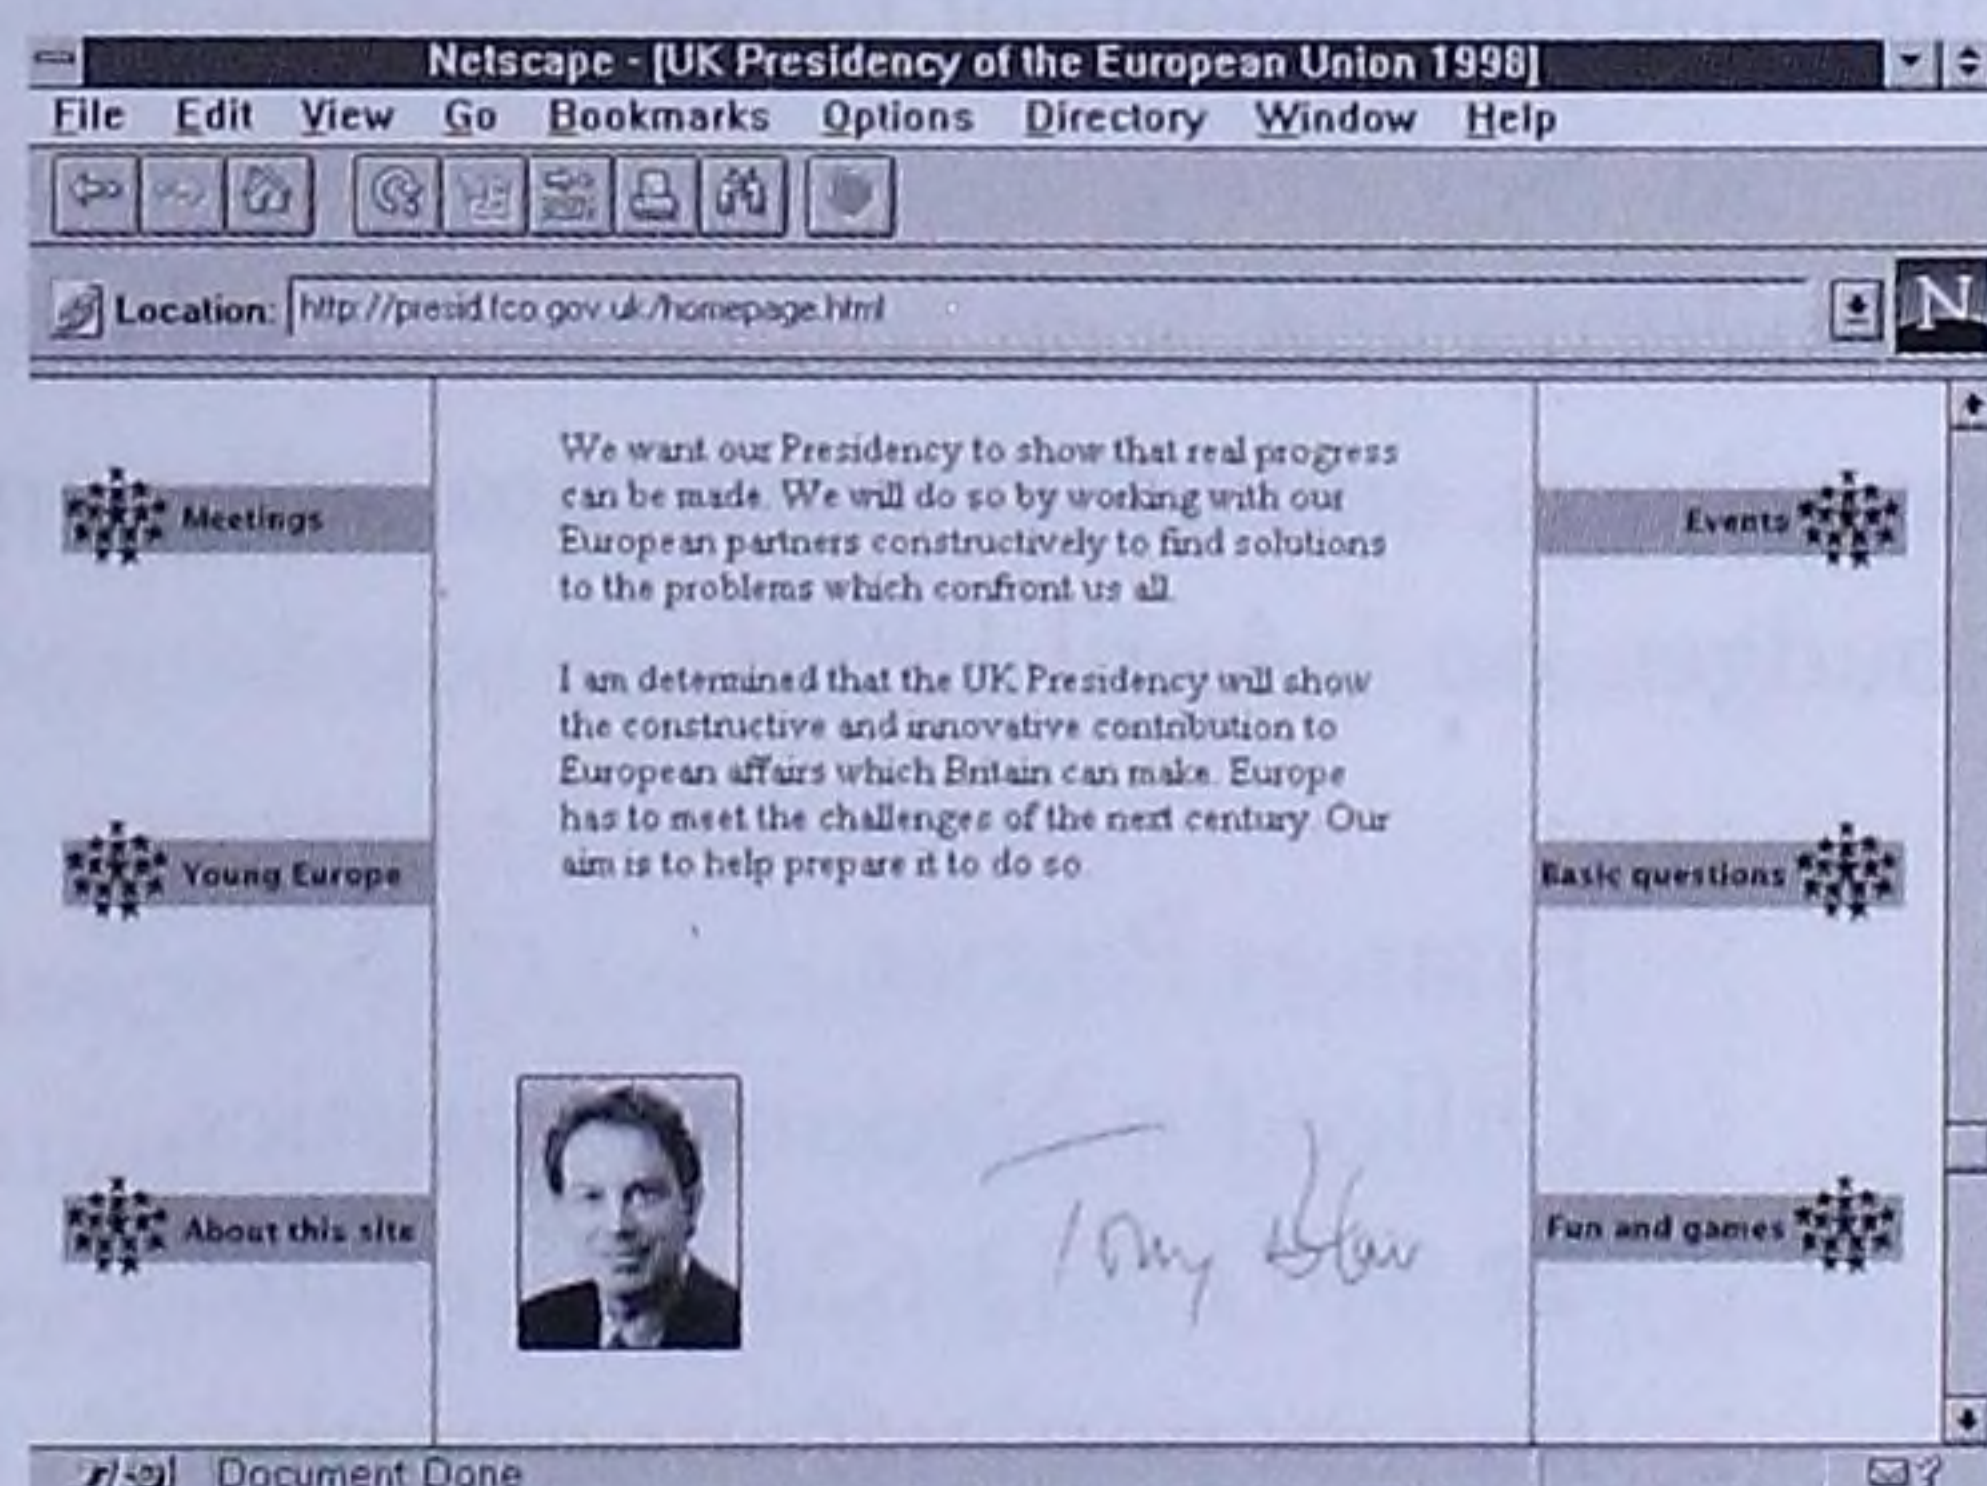 Netscape - [UK Presidency of the European Union 1998]
File Edit View Go Bookmarks Options Directory Window Help
Location: http://presid.fco.gov.uk/homepage.html
N
We want our Presidency to show that real progress
can be made. We will do so by working with our
European partners constructively to find solutions
to the problems which confront us all.
I am determined that the UK Presidency will show
the constructive and innovative contribution to
European affairs which Britain can make. Europe
has to meet the challenges of the next century. Our
aim is to help prepare it to do so.
Meetings
Young Europe
About this site
Events
Basic questions
Fun and games
Tony Blair
Document Done